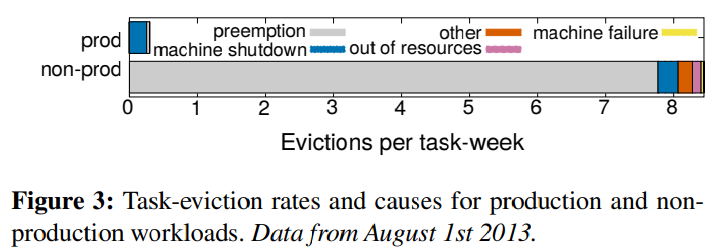 prod
preemption
other
machine failure
machine shutdown
out of resources
non-prod
0 1 2 3 4 5 6 7 8
Evictions per task-week
Figure 3: Task-eviction rates and causes for production and non-
production workloads. Data from August 1st 2013.